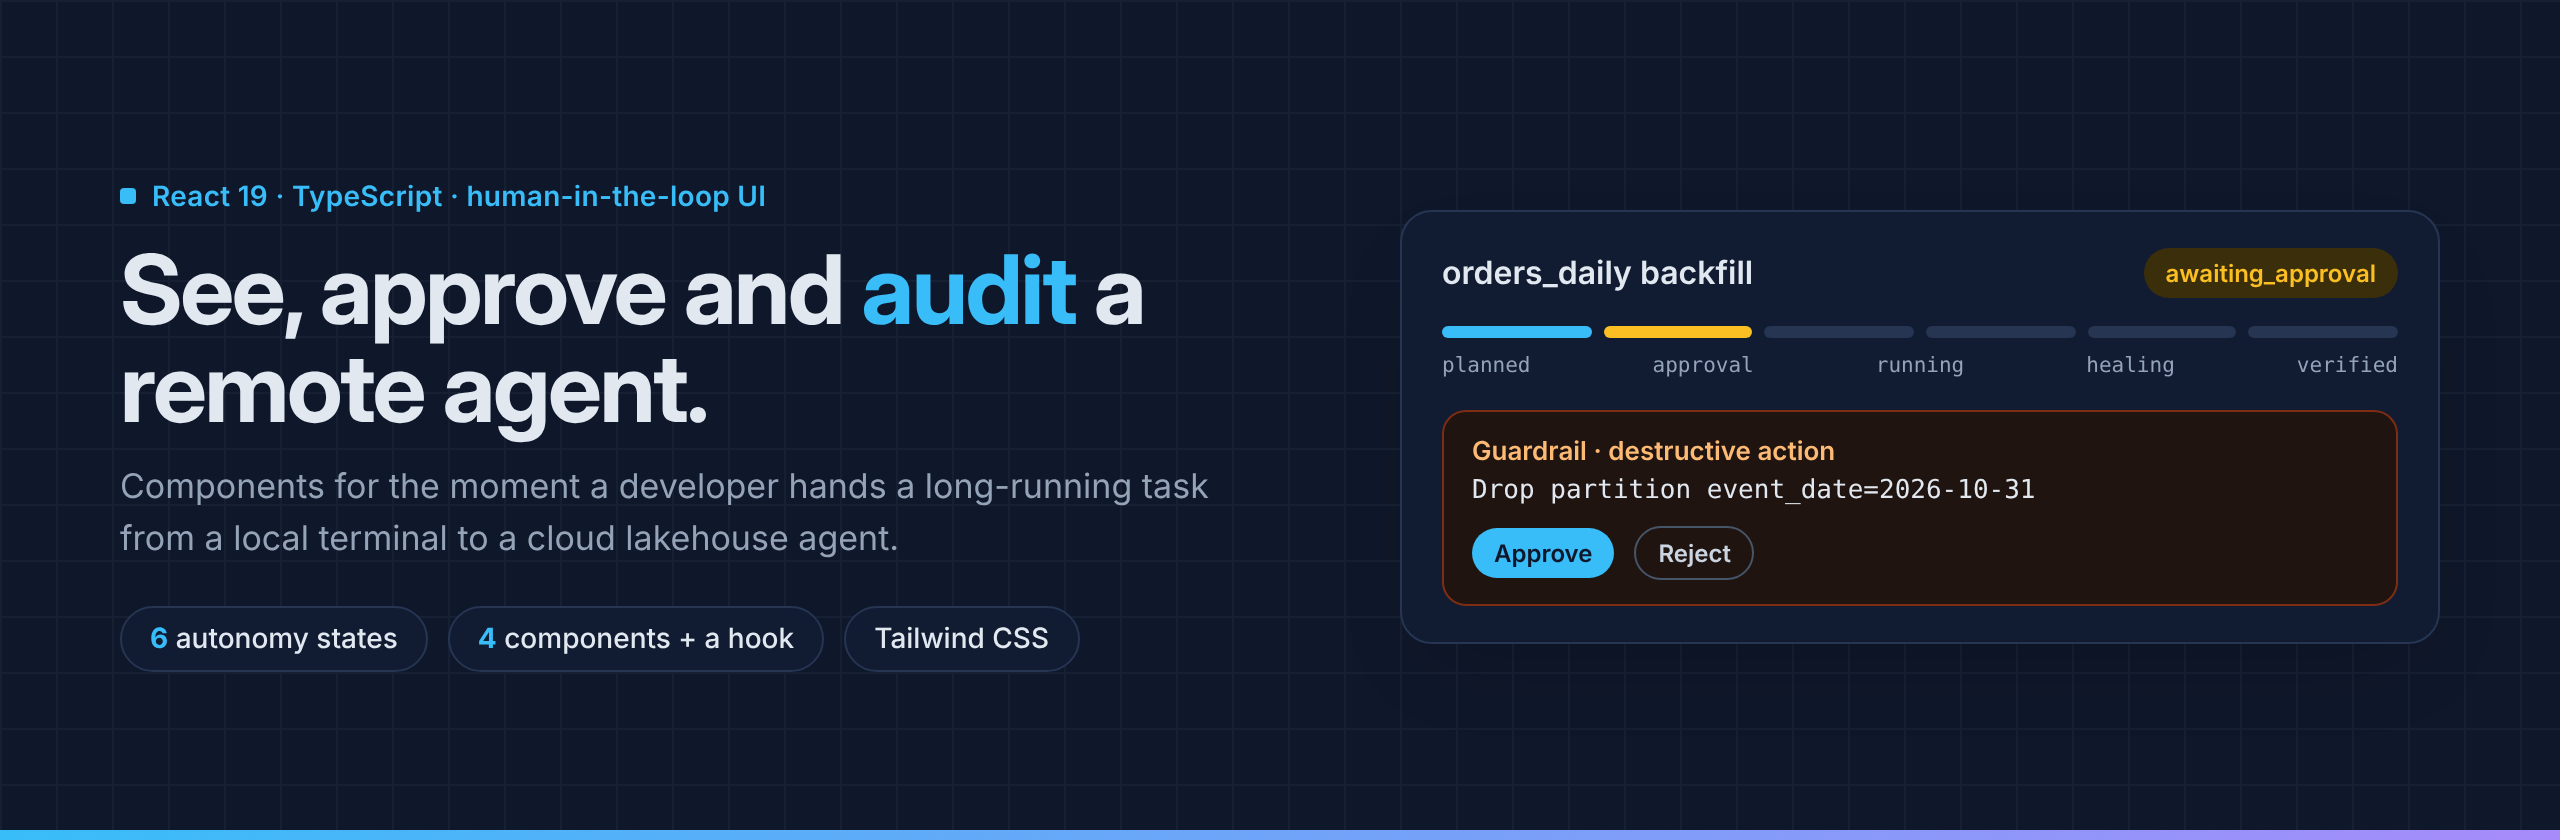 React 19 · TypeScript · human-in-the-loop UI
See, approve and audit a
remote agent.
Components for the moment a developer hands a long-running task
from a local terminal to a cloud lakehouse agent.
6 autonomy states
4 components + a hook
Tailwind CSS
orders_daily backfill
awaiting_approval
planned approval running healing verified
Guardrail · destructive action
Drop partition event_date=2026-10-31
Approve Reject